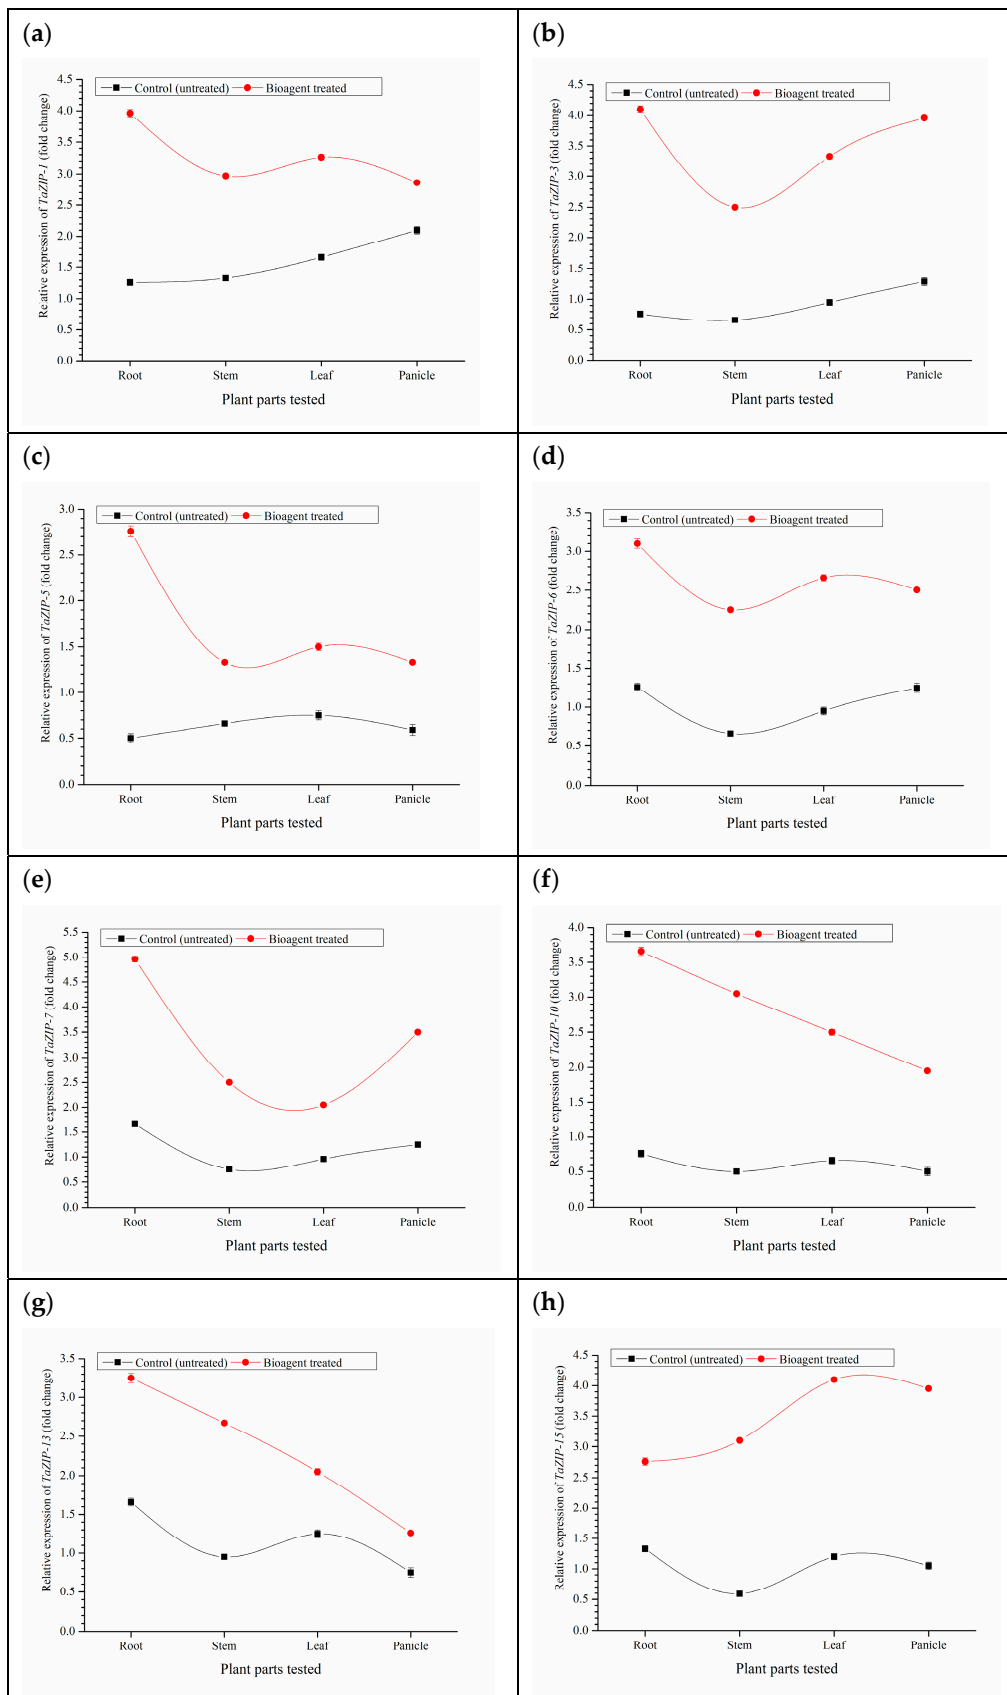 (a)
Control (untreated) Bioagent treated
Relative expression of TaZIP-1 (fold change)
4.5
4.0
3.5
3.0
2.5
2.0
1.5
1.0
0.5
0.0
Root Stem Leaf Panicle
Plant parts tested
(b)
Control (untreated) Bioagent treated
Relative expression of TaZIP-3 (fold change)
4.5
4.0
3.5
3.0
2.5
2.0
1.5
1.0
0.5
0.0
Root Stem Leaf Panicle
Plant parts tested
(c)
Control (untreated) Bioagent treated
Relative expression of TaZIP-5 (fold change)
3.0
2.5
2.0
1.5
1.0
0.5
0.0
Root Stem Leaf Panicle
Plant parts tested
(d)
Control (untreated) Bioagent treated
Relative expression of TaZIP-6 (fold change)
3.5
3.0
2.5
2.0
1.5
1.0
0.5
0.0
Root Stem Leaf Panicle
Plant parts tested
(e)
Control (untreated) Bioagent treated
Relative expression of TaZIP-7 (fold change)
5.5
5.0
4.5
4.0
3.5
3.0
2.5
2.0
1.5
1.0
0.5
0.0
Root Stem Leaf Panicle
Plant parts tested
(f)
Control (untreated) Bioagent treated
Relative expression of TaZIP-10 (fold change)
4.0
3.5
3.0
2.5
2.0
1.5
1.0
0.5
0.0
Root Stem Leaf Panicle
Plant parts tested
(g)
Control (untreated) Bioagent treated
Relative expression of TaZIP-13 (fold change)
3.5
3.0
2.5
2.0
1.5
1.0
0.5
0.0
Root Stem Leaf Panicle
Plant parts tested
(h)
Control (untreated) Bioagent treated
Relative expression of TaZIP-15 (fold change)
4.5
4.0
3.5
3.0
2.5
2.0
1.5
1.0
0.5
0.0
Root Stem Leaf Panicle
Plant parts tested